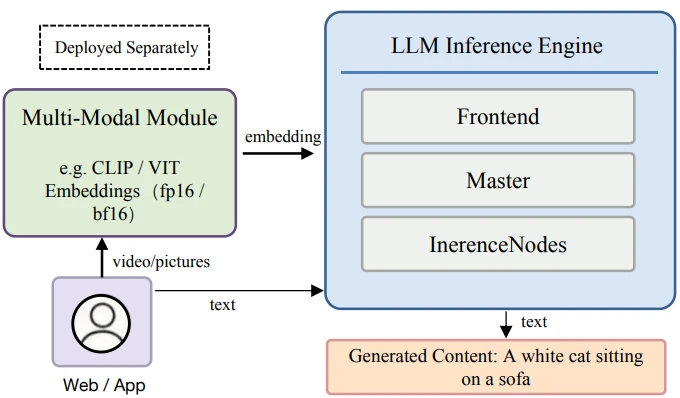 Deployed Separately
LLM Inference Engine
Multi-Modal Module
e.g. CLIP / VIT
Embeddings（fp16 /
bf16）
embedding
Frontend
Master
InerenceNodes
video/pictures
text
Web / App
text
Generated Content: A white cat sitting
on a sofa